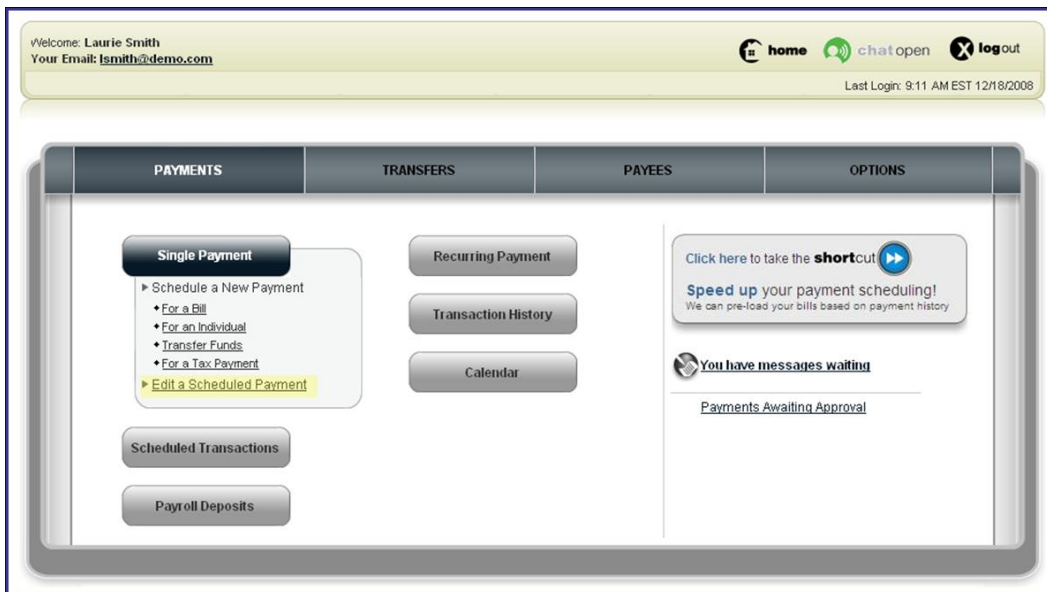 Welcome: Laurie Smith
Your Email: lsmith@demo.com
home
chatopen
logout
Last Login: 9:11 AM EST 12/18/2008
PAYMENTS
TRANSFERS
PAYEES
OPTIONS
Single Payment
Schedule a New Payment
For a Bill
For an Individual
Transfer Funds
For a Tax Payment
Edit a Scheduled Payment
Scheduled Transactions
Payroll Deposits
Recurring Payment
Transaction History
Calendar
Click here to take the shortcut
Speed up your payment scheduling!
We can pre-load your bills based on payment history
You have messages waiting
Payments Awaiting Approval